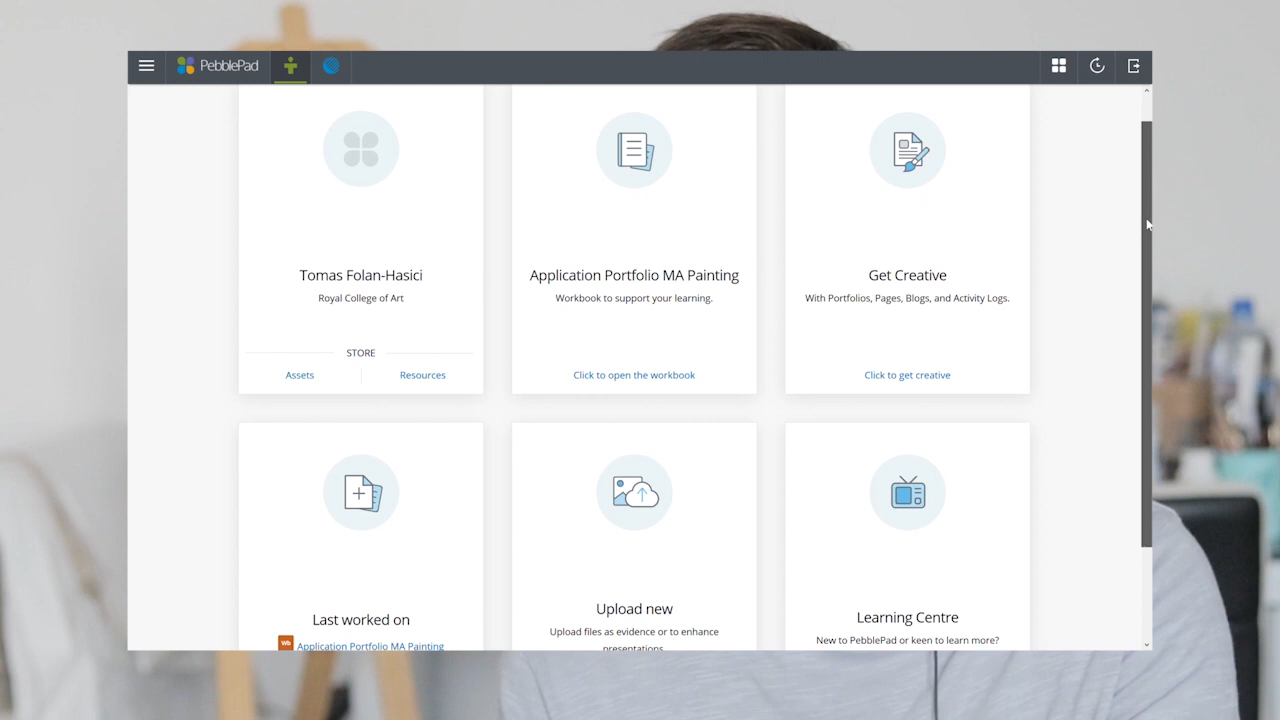 PebblePad
Tomas Folan-Hasici
Royal College of Art
STORE
Assets
Resources
Application Portfolio MA Painting
Workbook to support your learning.
Click to open the workbook
Get Creative
With Portfolios, Pages, Blogs, and Activity Logs.
Click to get creative
Last worked on
Wb Application Portfolio MA Painting
Upload new
Upload files as evidence or to enhance
presentations.
Learning Centre
New to PebblePad or keen to learn more?